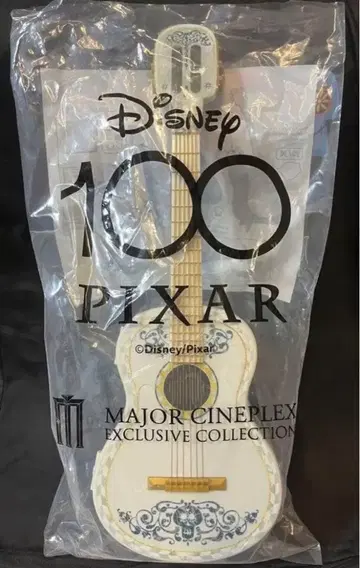 Disney
100
PIXAR
©Disney/Pixar
MAJOR CINEPLEX
EXCLUSIVE COLLECTION